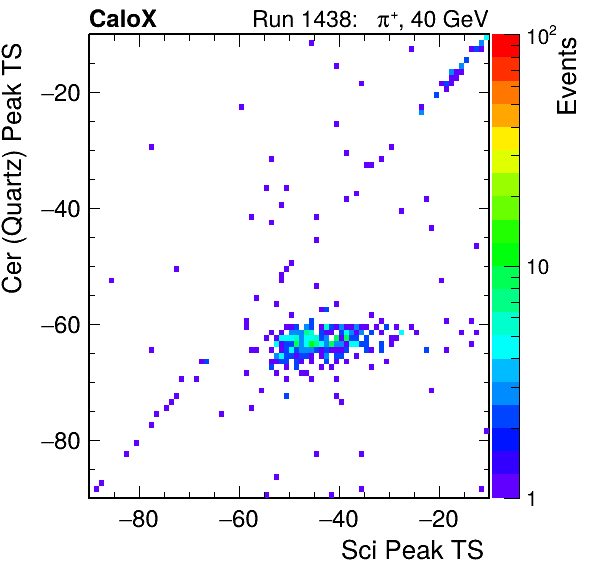 CaloX Run 1438: π⁺, 40 GeV
Cer (Quartz) Peak TS
−20
−40
−60
−80
−80 −60 −40 −20
Sci Peak TS
10²
10
1
Events